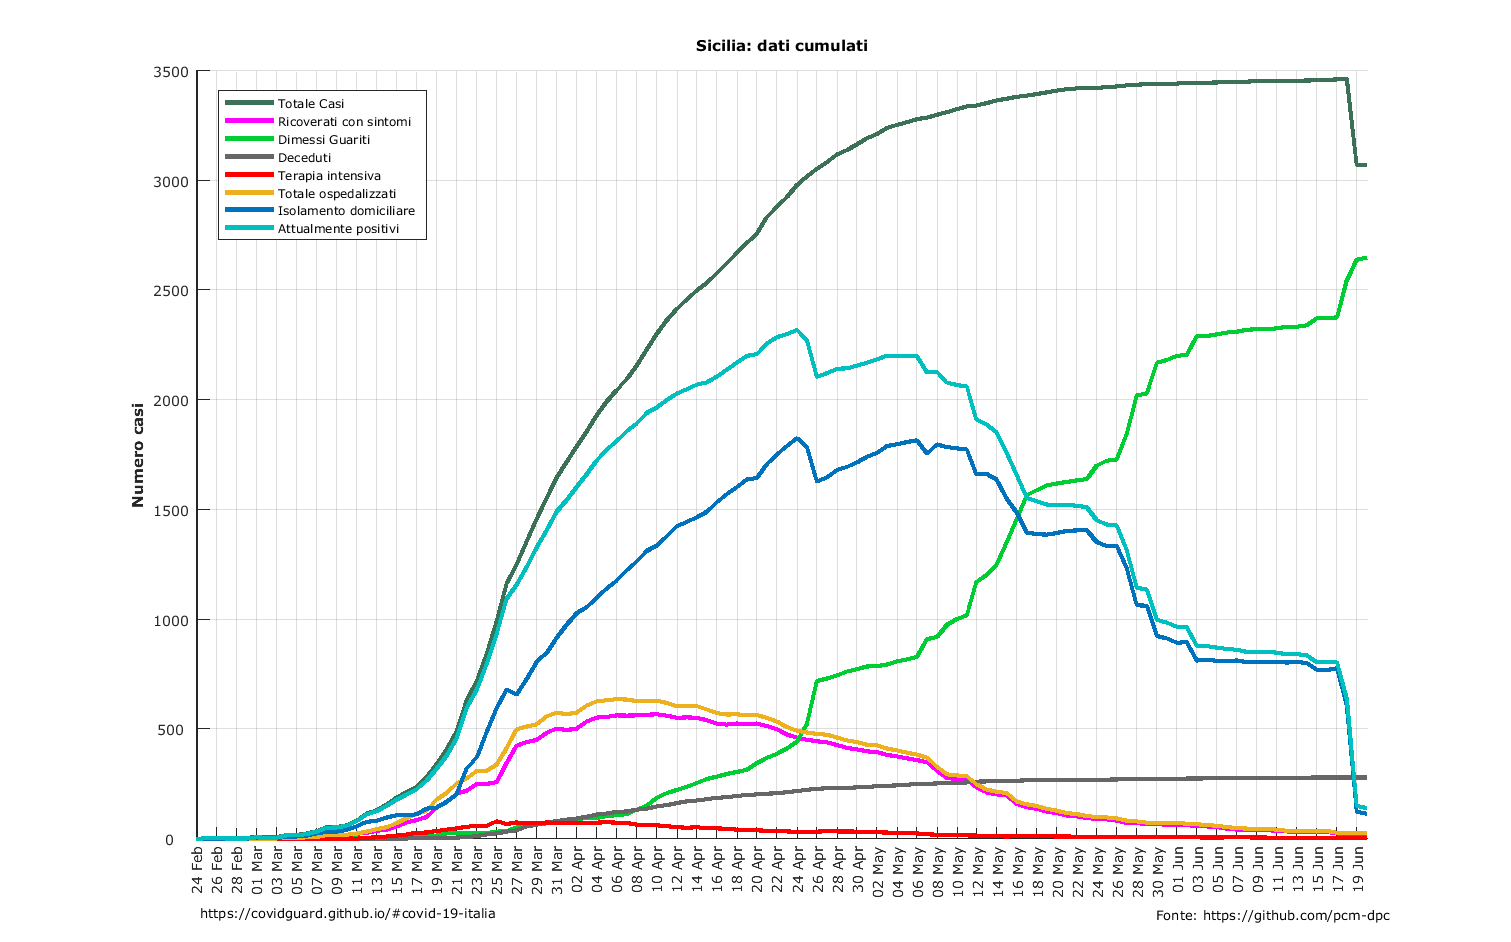 Sicilia: dati cumulati
Numero casi
3500
3000
2500
2000
1500
1000
500
0
Totale Casi
Ricoverati con sintomi
Dimessi Guariti
Deceduti
Terapia intensiva
Totale ospedalizzati
Isolamento domiciliare
Attualmente positivi
24 Feb
26 Feb
28 Feb
01 Mar
03 Mar
05 Mar
07 Mar
09 Mar
11 Mar
13 Mar
15 Mar
17 Mar
19 Mar
21 Mar
23 Mar
25 Mar
27 Mar
29 Mar
31 Mar
02 Apr
04 Apr
06 Apr
08 Apr
10 Apr
12 Apr
14 Apr
16 Apr
18 Apr
20 Apr
22 Apr
24 Apr
26 Apr
28 Apr
30 Apr
02 May
04 May
06 May
08 May
10 May
12 May
14 May
16 May
18 May
20 May
22 May
24 May
26 May
28 May
30 May
01 Jun
03 Jun
05 Jun
07 Jun
09 Jun
11 Jun
13 Jun
15 Jun
17 Jun
19 Jun
https://covidguard.github.io/#covid-19-italia
Fonte: https://github.com/pcm-dpc